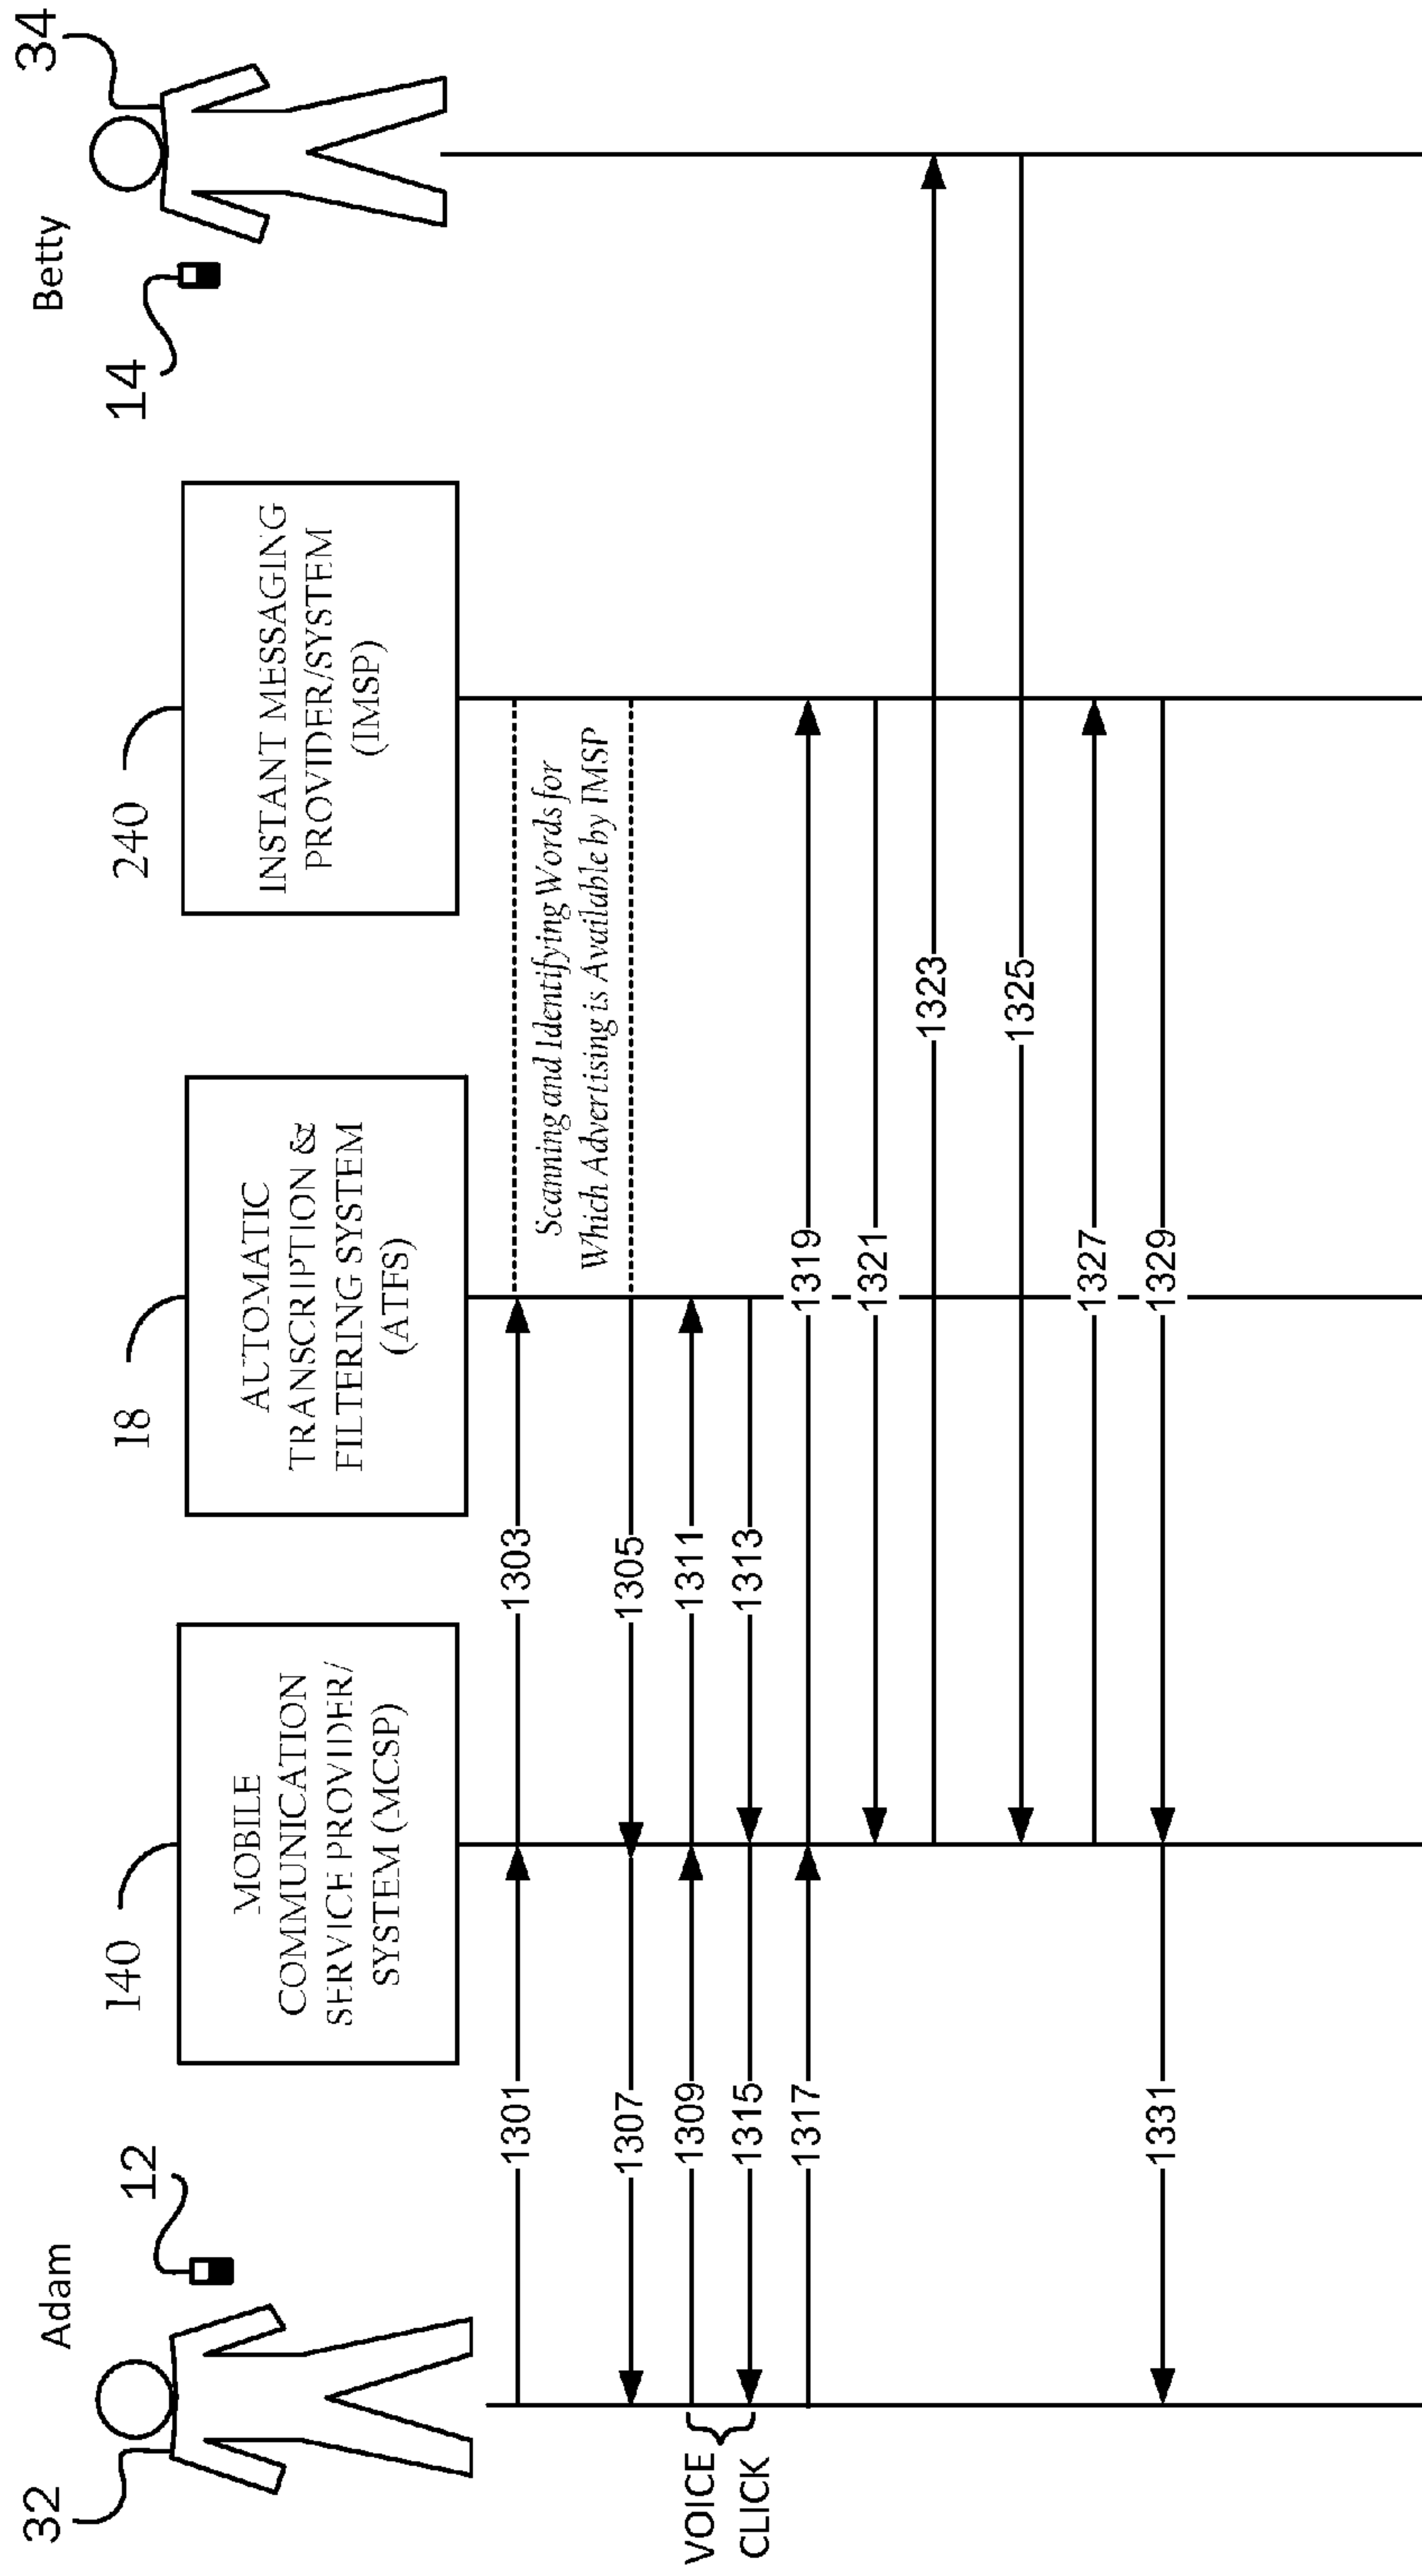 32
Adam
12
140
MOBILE
COMMUNICATION
SERVICE PROVIDER/
SYSTEM (MCSP)
18
AUTOMATIC
TRANSCRIPTION &
FILTERING SYSTEM
(ATFS)
240
INSTANT MESSAGING
PROVIDER/SYSTEM
(IMSP)
14
Betty
34
1301
1303
Scanning and Identifying Words for
Which Advertising is Available by IMSP
1307
1305
VOICE
CLICK
1309
1311
1315
1313
1317
1319
1321
1323
1325
1327
1331
1329